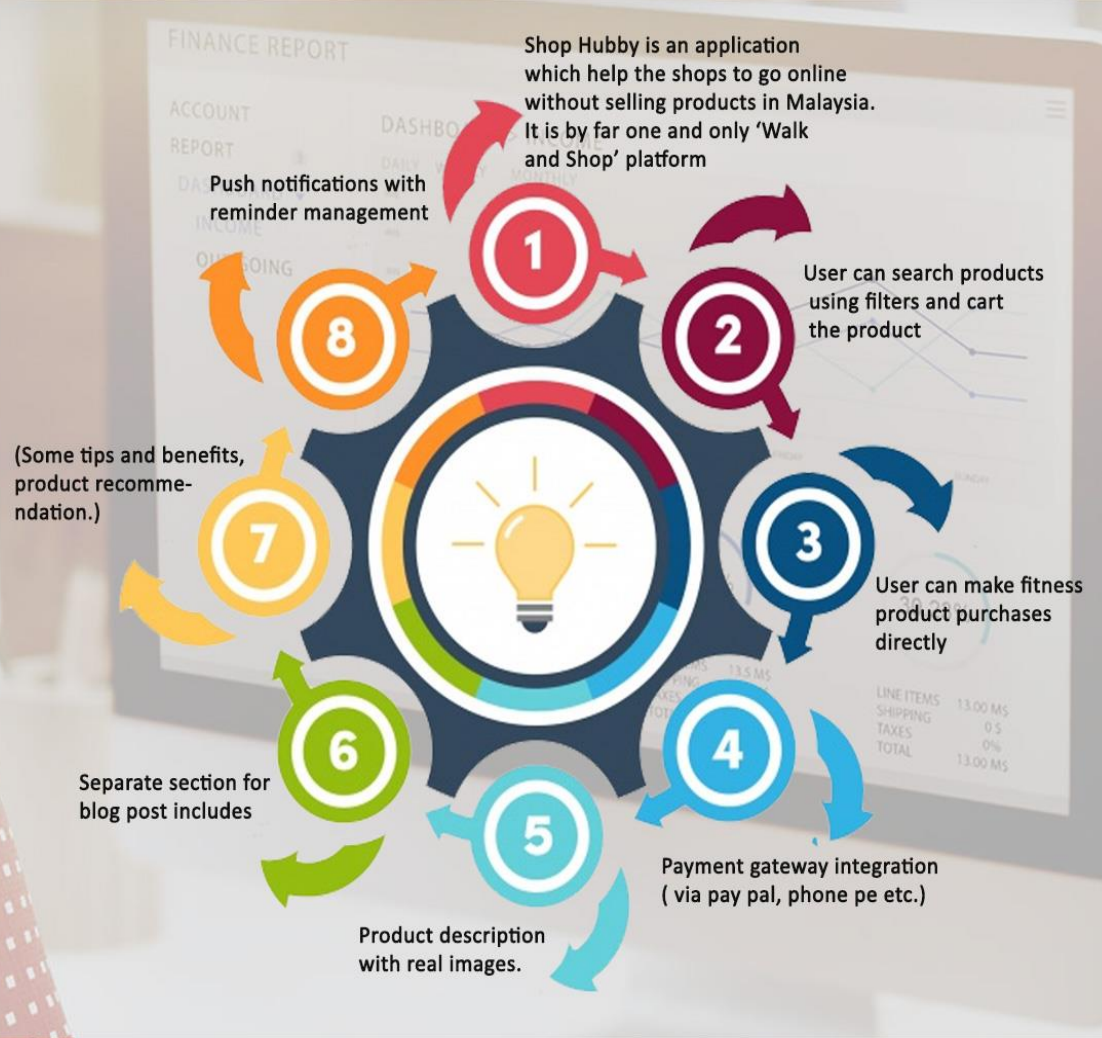 FINANCE REPORT
ACCOUNT
REPORT
DASHBOARD
INCOME
OUTGOING
INCOME
DAILY
MONTHLY
Shop Hubby is an application
which help the shops to go online
without selling products in Malaysia.
It is by far one and only ‘Walk
and Shop’ platform
1
User can search products
using filters and cart
the product
2
User can make fitness
product purchases
directly
3
Payment gateway integration
( via pay pal, phone pe etc.)
4
Product description
with real images.
5
Separate section for
blog post includes
6
(Some tips and benefits,
product recomme-
ndation.)
7
Push notifications with
reminder management
8
13.5 M$
LINE ITEMS 13.00 M$
SHIPPING 0 $
TAXES 0%
TOTAL 13.00 M$